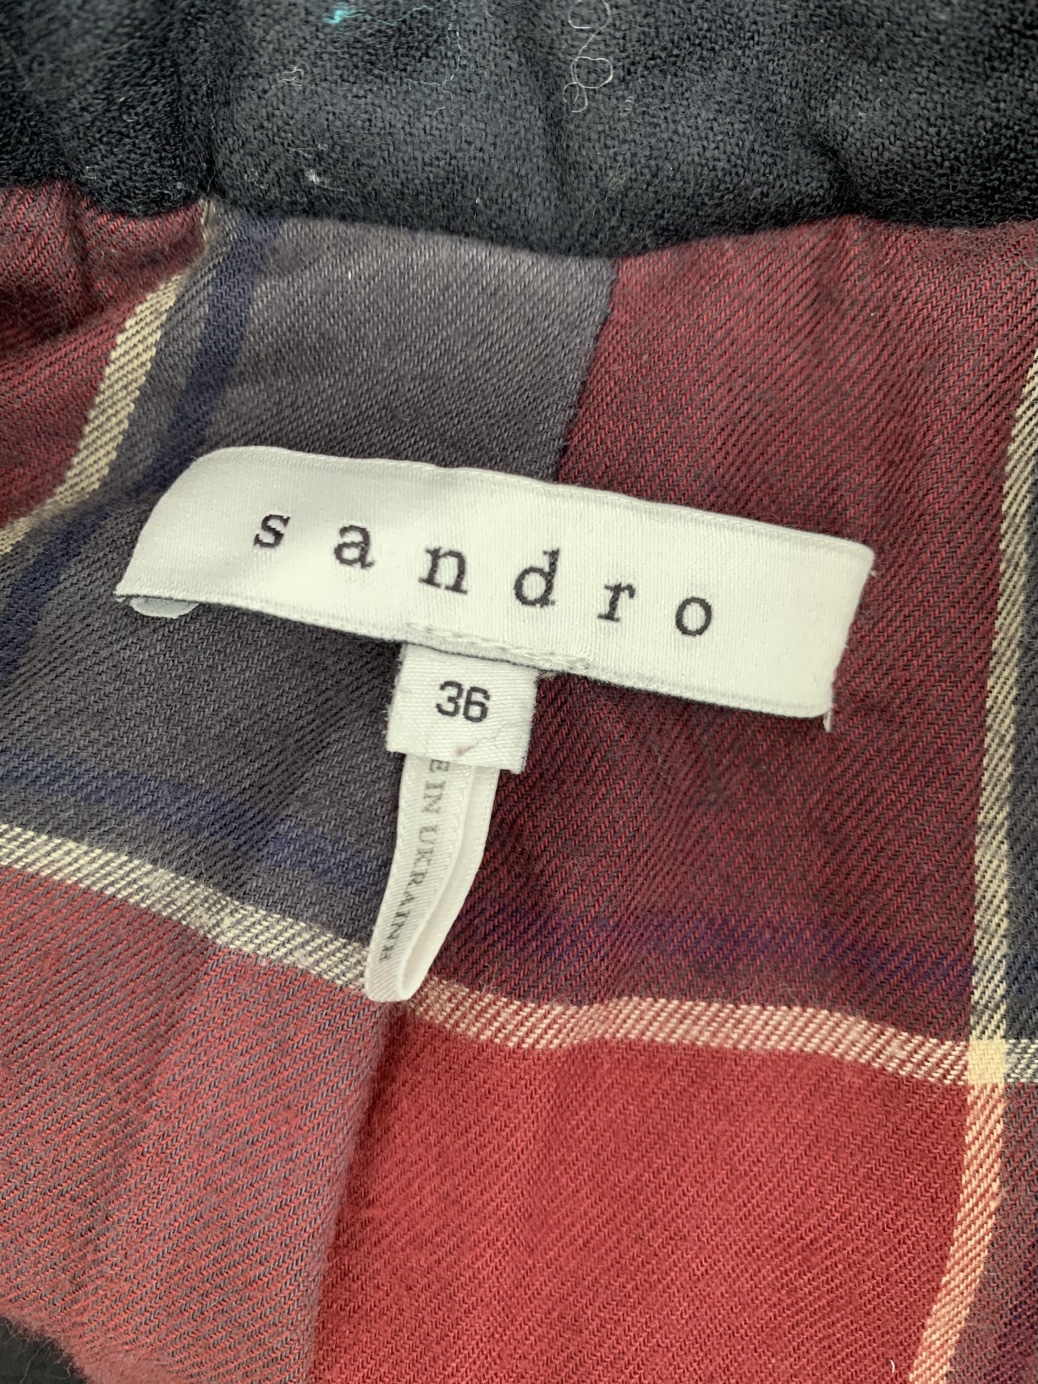 sandro
36
E IN UKRAINE